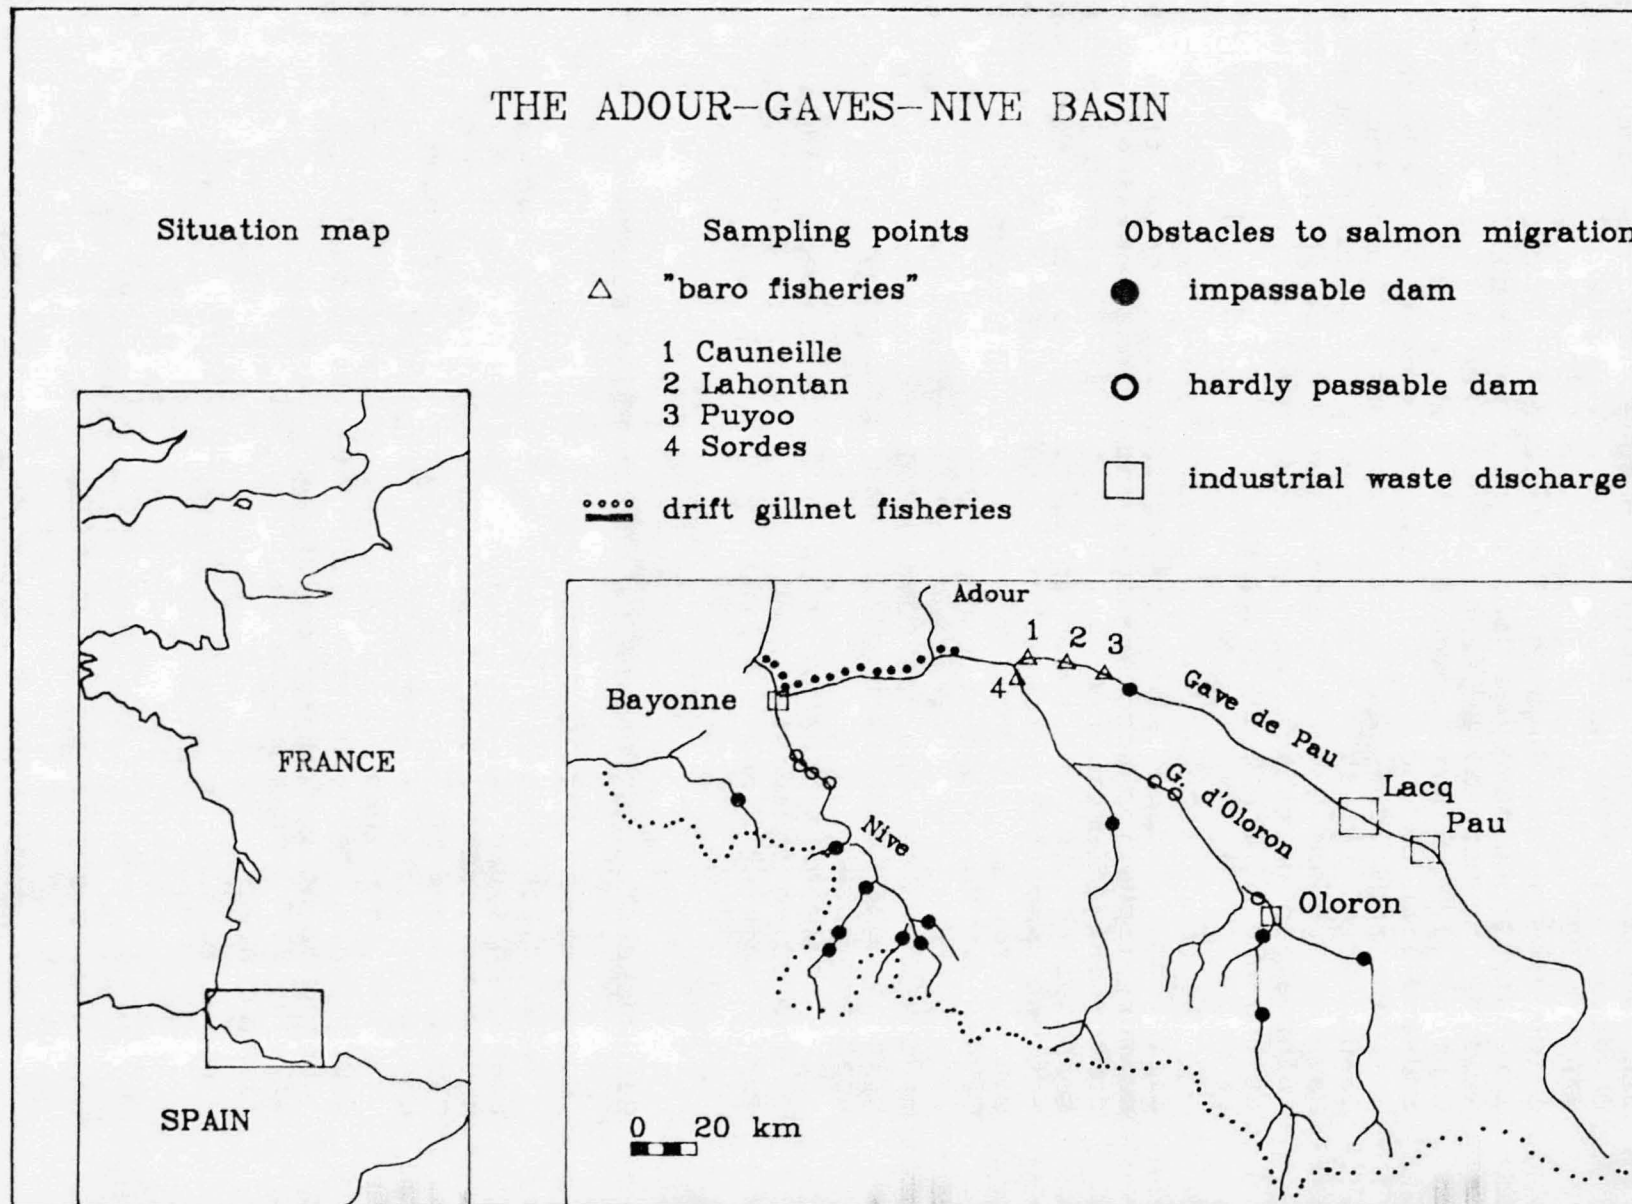 THE ADOUR-GAVES-NIVE BASIN
Situation map
FRANCE
SPAIN
Sampling points
"baro fisheries"
1 Cauneille
2 Lahontan
3 Puyoo
4 Sordes
drift gillnet fisheries
Obstacles to salmon migration
impassable dam
hardly passable dam
industrial waste discharge
Adour
1
2
3
4
Bayonne
Gave de Pau
Lacq
Pau
G. d'Oloron
Nive
Oloron
0 20 km